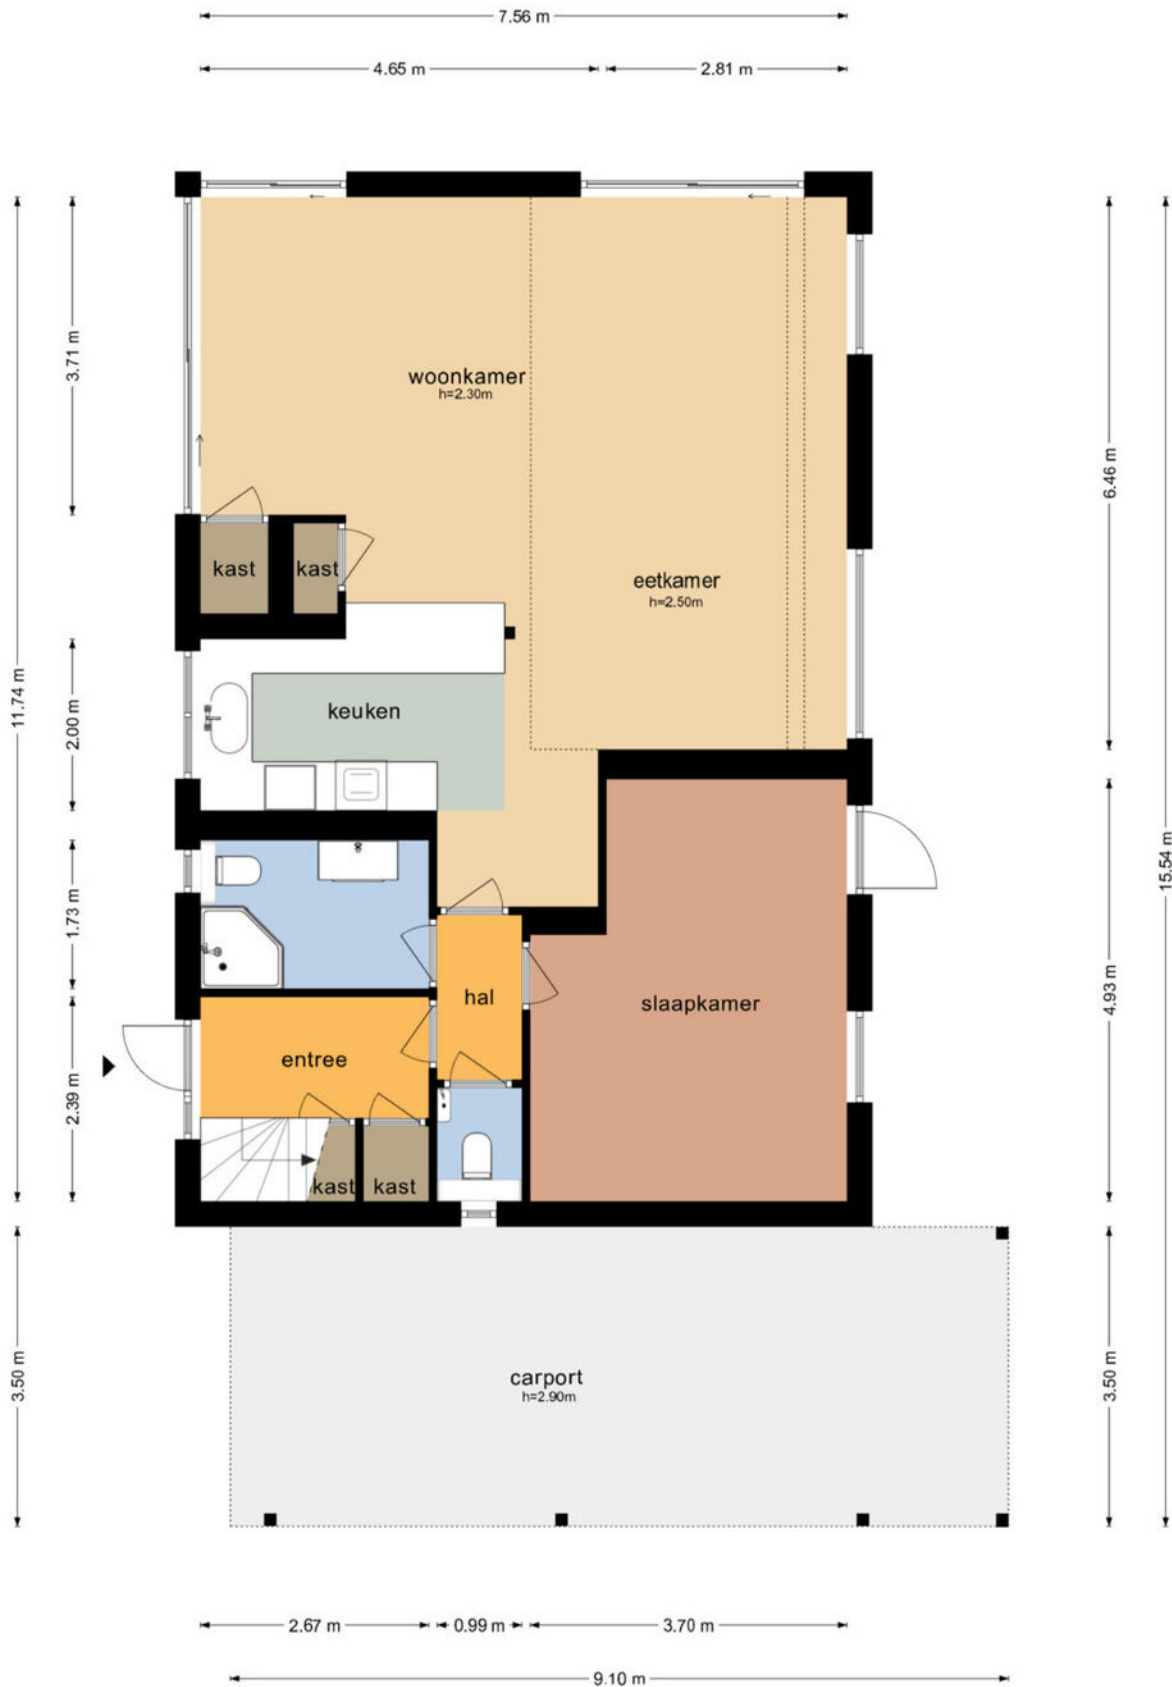 7.56 m
4.65 m
2.81 m
3.71 m
6.46 m
11.74 m
2.00 m
15.54 m
1.73 m
4.93 m
2.39 m
3.50 m
3.50 m
woonkamer
h=2.30m
kast
kast
eetkamer
h=2.50m
keuken
hal
slaapkamer
entree
kast
kast
carport
h=2.90m
2.67 m
0.99 m
3.70 m
9.10 m